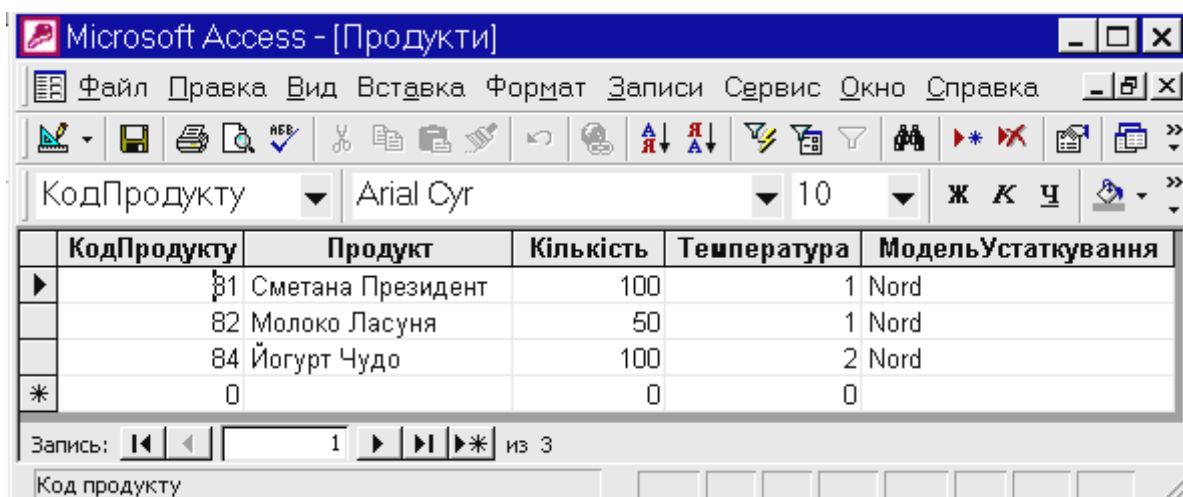 Microsoft Access - [Продукти]
Файл Правка Вид Вставка Формат Записи Сервис Окно Справка
КодПродукту Arial Cyr 10 Ж К Ч
КодПродукту Продукт Кількість Температура МодельУстаткування
81 Сметана Президент 100 1 Nord
82 Молоко Ласуня 50 1 Nord
84 Йогурт Чудо 100 2 Nord
0 0 0
Запись: 1 из 3
Код продукту